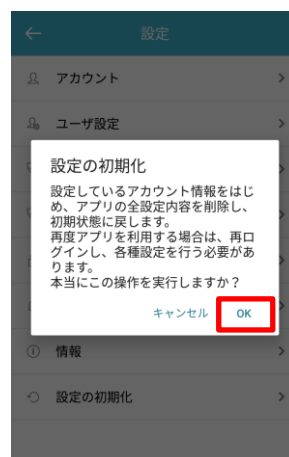 設定
アカウント
ユーザ設定
設定の初期化
設定しているアカウント情報をはじ
め、アプリの全設定内容を削除し、
初期状態に戻します。
再度アプリを利用する場合は、再ロ
グインし、各種設定を行う必要があ
ります。
本当にこの操作を実行しますか？
キャンセル OK
情報
設定の初期化